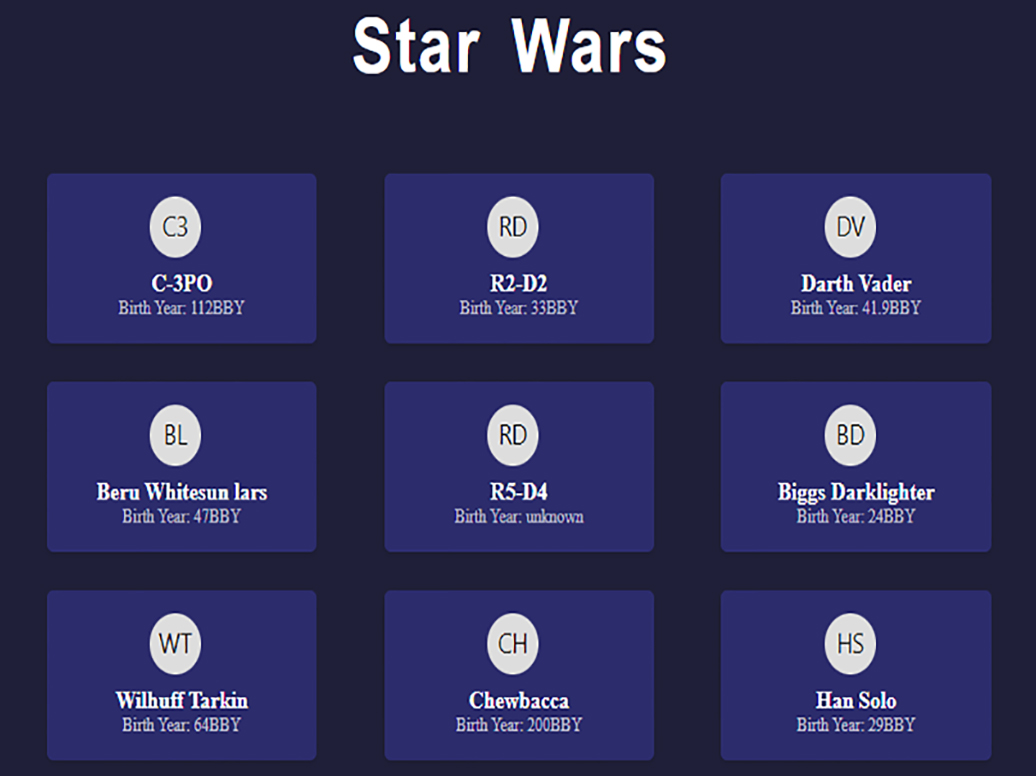 Star Wars
C3
C-3PO
Birth Year: 112BBY
RD
R2-D2
Birth Year: 33BBY
DV
Darth Vader
Birth Year: 41.9BBY
BL
Beru Whitesun lars
Birth Year: 47BBY
RD
R5-D4
Birth Year: unknown
BD
Biggs Darklighter
Birth Year: 24BBY
WT
Wilhuff Tarkin
Birth Year: 64BBY
CH
Chewbacca
Birth Year: 200BBY
HS
Han Solo
Birth Year: 29BBY